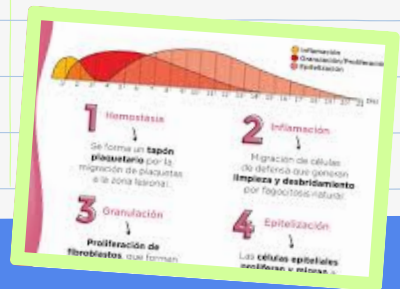 Inflamación
Granulación/Proliferación
Epitelización
1 Hemostasia
Se forma un tapón
plaquetario por la
migración de plaquetas
a la zona lesional.
2 Inflamación
Migración de células
de defensa que generan
limpieza y desbridamiento
por fagocitosis natural.
3 Granulación
Proliferación de
fibroblastos, que forman
4 Epitelización
Las células epiteliales
proliferan y migran a